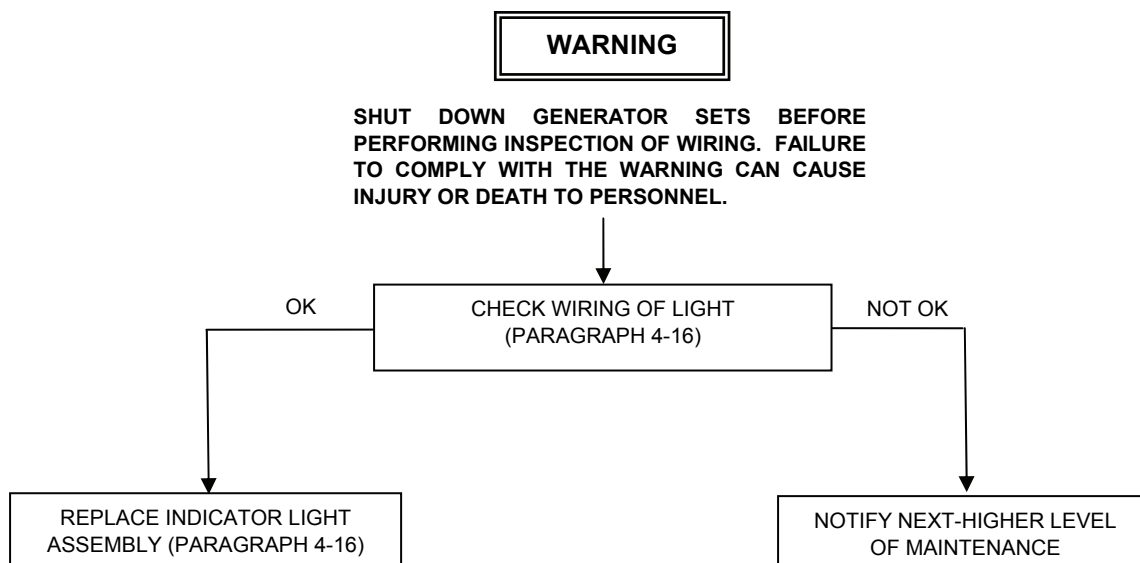 WARNING
SHUT DOWN GENERATOR SETS BEFORE
PERFORMING INSPECTION OF WIRING. FAILURE
TO COMPLY WITH THE WARNING CAN CAUSE
INJURY OR DEATH TO PERSONNEL.
OK
CHECK WIRING OF LIGHT
(PARAGRAPH 4-16)
NOT OK
REPLACE INDICATOR LIGHT
ASSEMBLY (PARAGRAPH 4-16)
NOTIFY NEXT-HIGHER LEVEL
OF MAINTENANCE